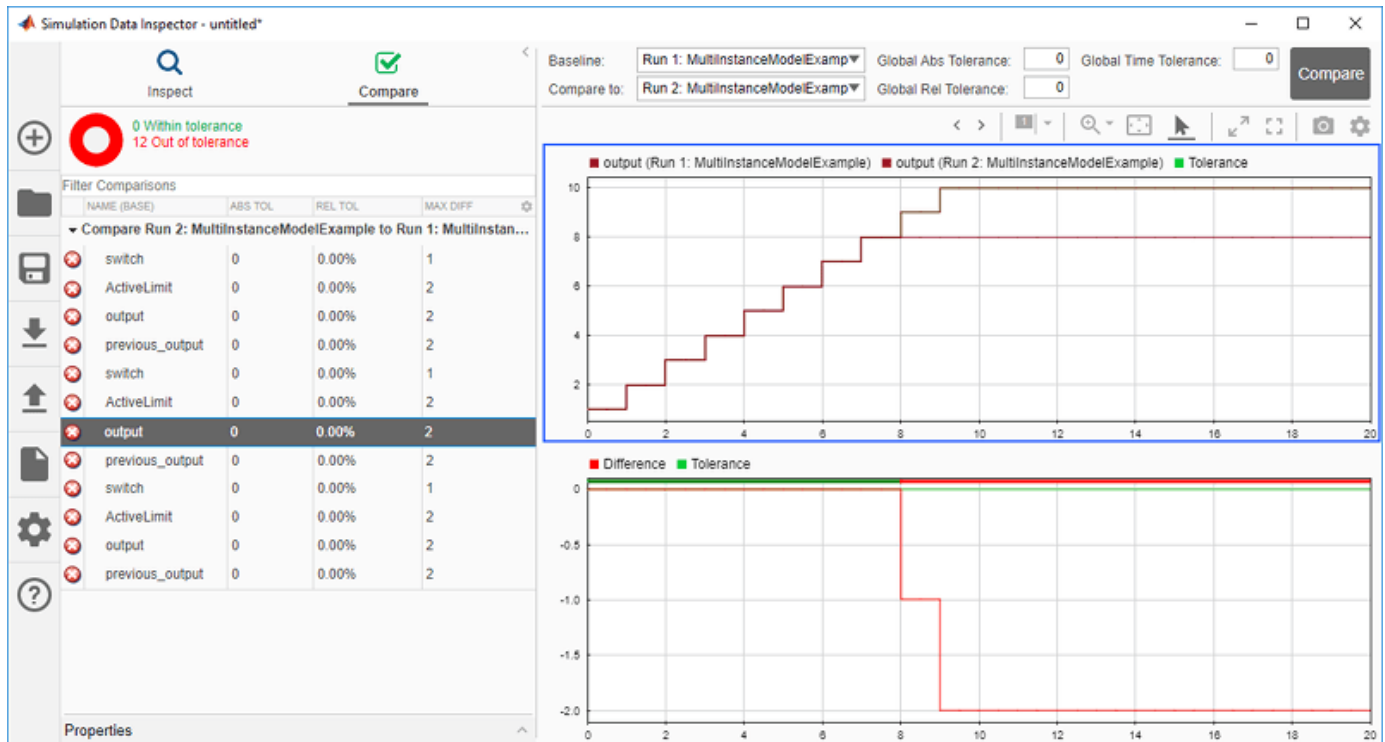 Simulation Data Inspector - untitled*
Inspect
Compare
Baseline: Run 1: MultiInstanceModelExamp Global Abs Tolerance: 0 Global Time Tolerance: 0
Compare to: Run 2: MultiInstanceModelExamp Global Rel Tolerance: 0
Compare
0 Within tolerance
12 Out of tolerance
Filter Comparisons
NAME (BASE) ABS TOL REL TOL MAX DIFF
Compare Run 2: MultiInstanceModelExample to Run 1: MultiInstan...
switch 0 0.00% 1
ActiveLimit 0 0.00% 2
output 0 0.00% 2
previous_output 0 0.00% 2
switch 0 0.00% 1
ActiveLimit 0 0.00% 2
output 0 0.00% 2
previous_output 0 0.00% 2
switch 0 0.00% 1
ActiveLimit 0 0.00% 2
output 0 0.00% 2
previous_output 0 0.00% 2
Properties
1
output (Run 1: MultiInstanceModelExample) output (Run 2: MultiInstanceModelExample) Tolerance
10
8
6
4
2
0 2 4 6 8 10 12 14 16 18 20
Difference Tolerance
0
-0.5
-1.0
-1.5
-2.0
0 2 4 6 8 10 12 14 16 18 20